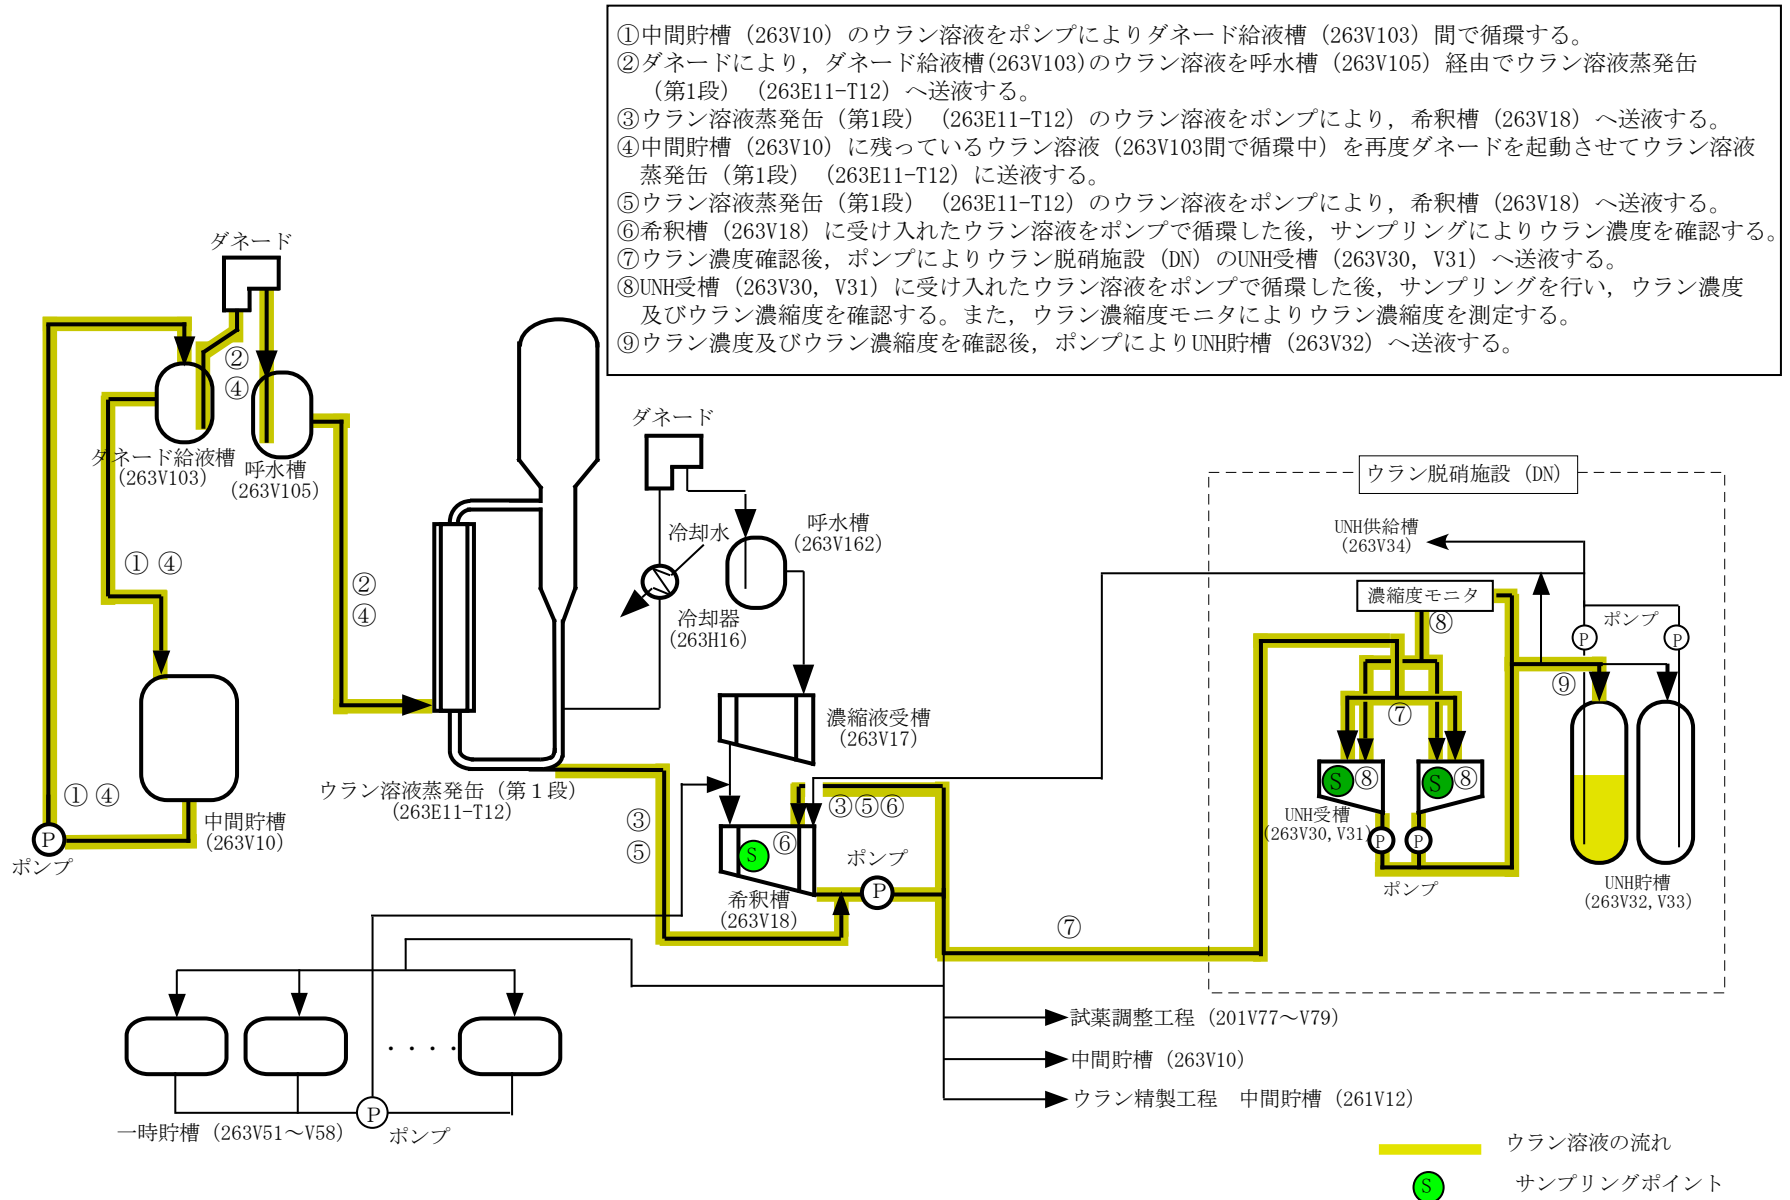 ①中間貯槽（263V10）のウラン溶液をポンプによりダネード給液槽（263V103）間で循環する。
②ダネードにより，ダネード給液槽(263V103)のウラン溶液を呼水槽（263V105）経由でウラン溶液蒸発缶
（第1段）（263E11-T12）へ送液する。
③ウラン溶液蒸発缶（第1段）（263E11-T12）のウラン溶液をポンプにより，希釈槽（263V18）へ送液する。
④中間貯槽（263V10）に残っているウラン溶液（263V103間で循環中）を再度ダネードを起動させてウラン溶液
蒸発缶（第1段）（263E11-T12）に送液する。
⑤ウラン溶液蒸発缶（第1段）（263E11-T12）のウラン溶液をポンプにより，希釈槽（263V18）へ送液する。
⑥希釈槽（263V18）に受け入れたウラン溶液をポンプで循環した後，サンプリングによりウラン濃度を確認する。
⑦ウラン濃度確認後，ポンプによりウラン脱硝施設（DN）のUNH受槽（263V30, V31）へ送液する。
⑧UNH受槽（263V30, V31）に受け入れたウラン溶液をポンプで循環した後，サンプリングを行い，ウラン濃度
及びウラン濃縮度を確認する。また，ウラン濃縮度モニタによりウラン濃縮度を測定する。
⑨ウラン濃度及びウラン濃縮度を確認後，ポンプによりUNH貯槽（263V32）へ送液する。
ダネード
②
④
ダネード給液槽
(263V103)
呼水槽
(263V105)
① ④
②
④
① ④
中間貯槽
(263V10)
P
ポンプ
ウラン溶液蒸発缶（第１段）
(263E11-T12)
ダネード
冷却水
冷却器
(263H16)
呼水槽
(263V162)
濃縮液受槽
(263V17)
③
⑤
③⑤⑥
⑥
S
希釈槽
(263V18)
ポンプ
P
⑦
ウラン脱硝施設（DN）
UNH供給槽
(263V34)
濃縮度モニタ
⑧
⑦
⑨
ポンプ
P
P
S
⑧
S
⑧
UNH受槽
(263V30, V31)
P
P
ポンプ
UNH貯槽
(263V32, V33)
・・・・
一時貯槽（263V51～V58）
P
ポンプ
試薬調整工程（201V77～V79）
中間貯槽（263V10）
ウラン精製工程　中間貯槽（261V12）
ウラン溶液の流れ
S
サンプリングポイント